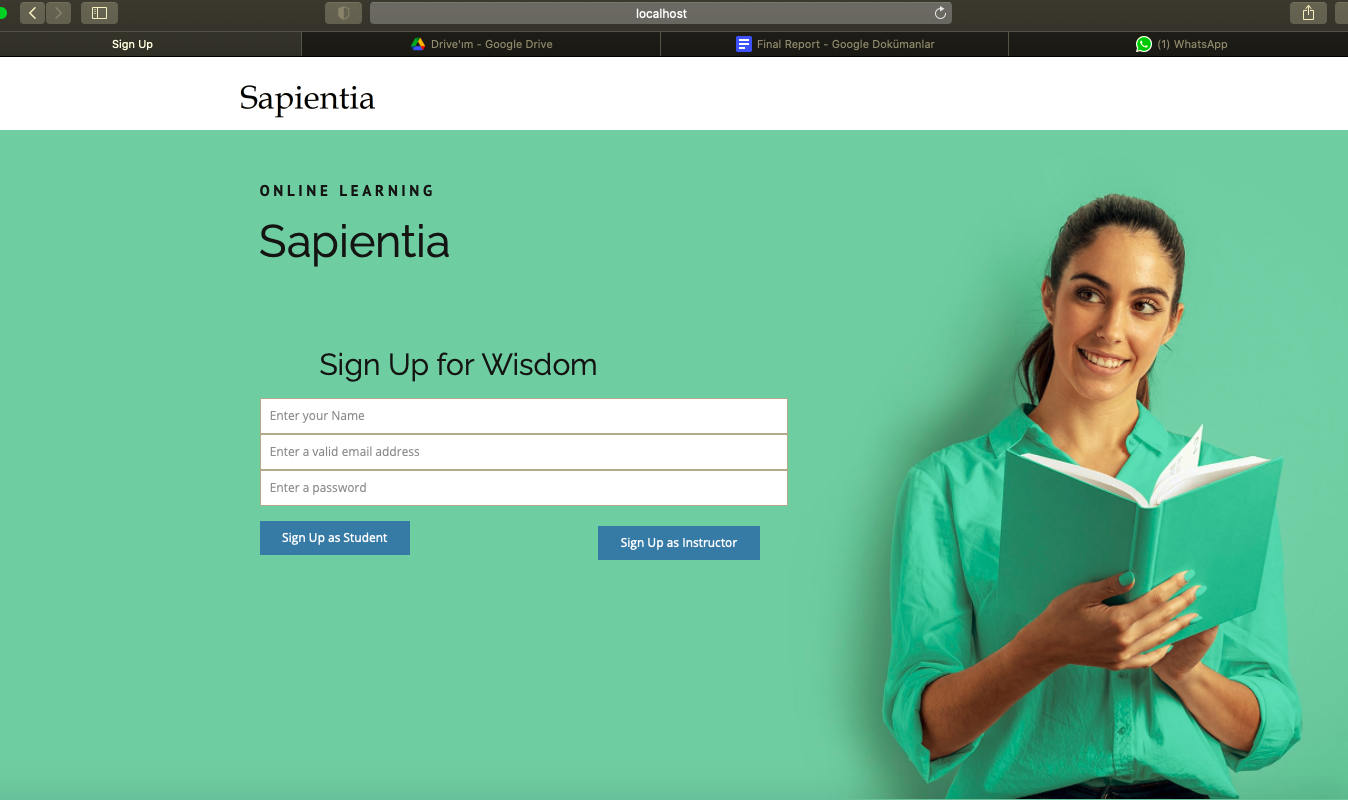 localhost
Sign Up
Drive'ım - Google Drive
Final Report - Google Dokümanlar
(1) WhatsApp
Sapientia
ONLINE LEARNING
Sapientia
Sign Up for Wisdom
Enter your Name
Enter a valid email address
Enter a password
Sign Up as Student
Sign Up as Instructor